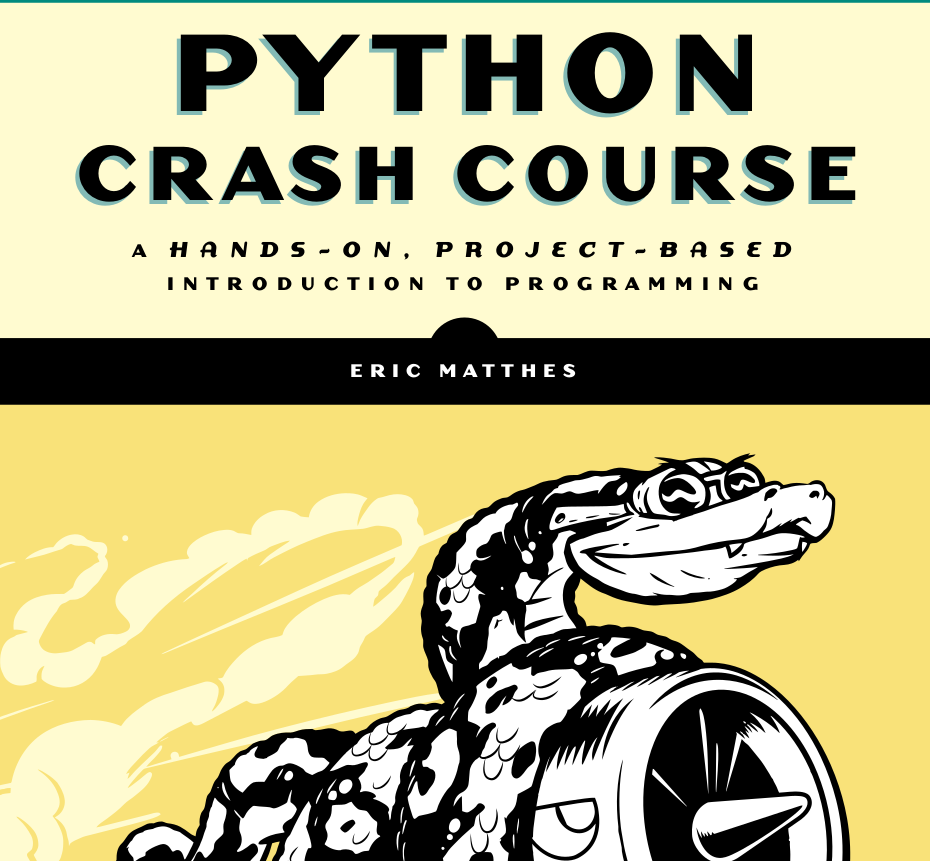 PYTHON
CRASH COURSE
A HANDS-ON, PROJECT-BASED
INTRODUCTION TO PROGRAMMING
ERIC MATTHES